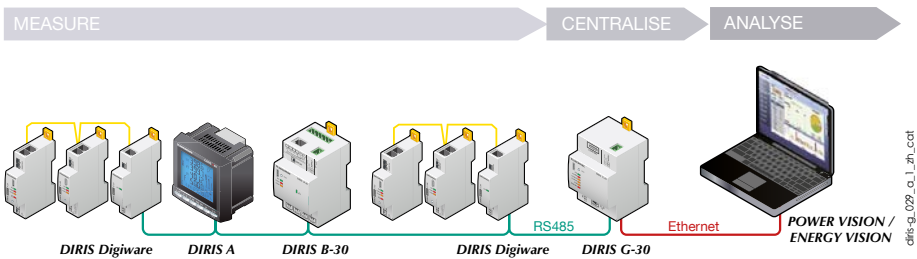 MEASURE
CENTRALISE
ANALYSE
RS485
Ethernet
DIRIS Digiware
DIRIS A
DIRIS B-30
DIRIS Digiware
DIRIS G-30
POWER VISION /
ENERGY VISION
diris-g_029_a_1_zh_cat